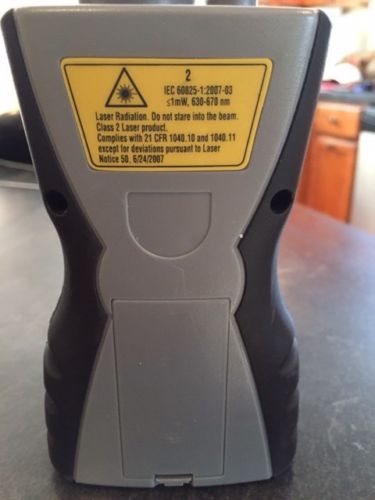 2
IEC 60825-1:2007-03
≤1mW, 630-670 nm
Laser Radiation. Do not stare into the beam.
Class 2 Laser product.
Complies with 21 CFR 1040.10 and 1040.11
except for deviations pursuant to Laser
Notice 50, 6/24/2007